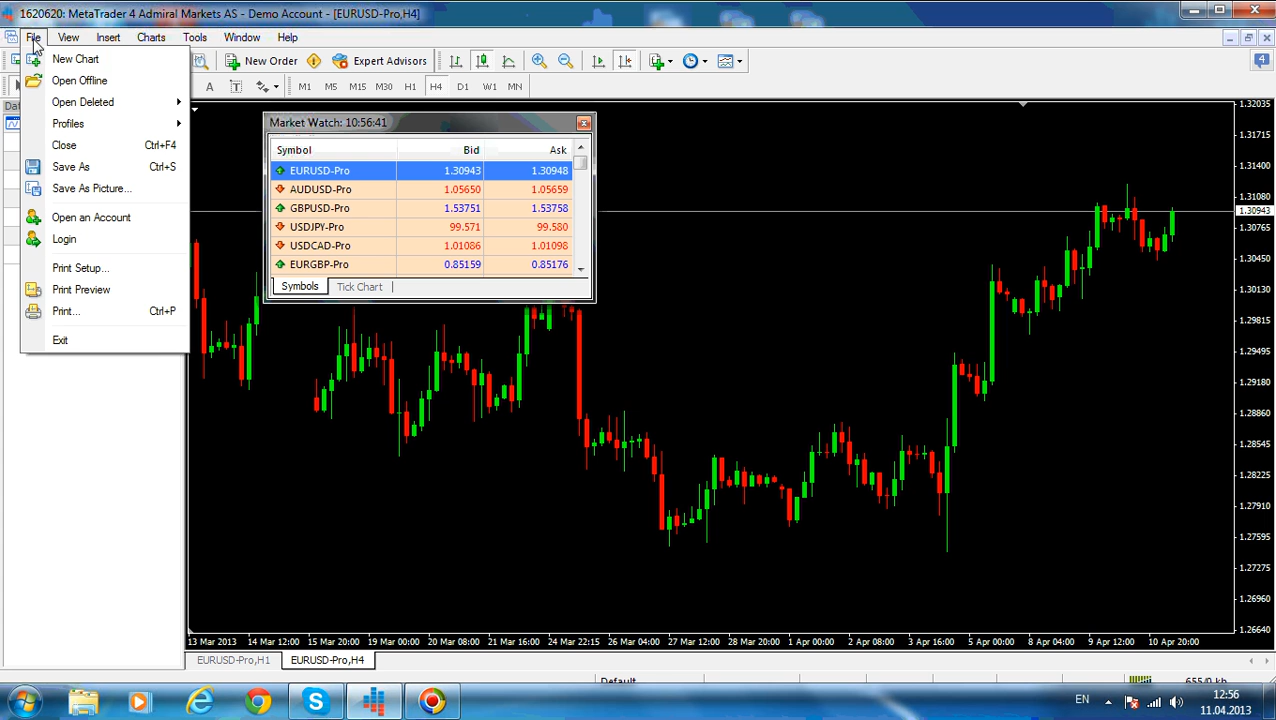 1620620: MetaTrader 4 Admiral Markets AS - Demo Account - [EURUSD-Pro,H4]
File View Insert Charts Tools Window Help
New Order Expert Advisors 4
A T M1 M5 M15 M30 H1 H4 D1 W1 MN
New Chart
Open Offline
Open Deleted
Profiles
Close Ctrl+F4
Save As Ctrl+S
Save As Picture...
Open an Account
Login
Print Setup...
Print Preview
Print... Ctrl+P
Exit
Market Watch: 10:56:41
Symbol Bid Ask
EURUSD-Pro 1.30943 1.30948
AUDUSD-Pro 1.05650 1.05659
GBPUSD-Pro 1.53751 1.53758
USDJPY-Pro 99.571 99.580
USDCAD-Pro 1.01086 1.01098
EURGBP-Pro 0.85159 0.85176
Symbols Tick Chart
1.32035
1.31715
1.31400
1.31080
1.30943
1.30765
1.30450
1.30130
1.29815
1.29495
1.29180
1.28860
1.28545
1.28225
1.27910
1.27595
1.27275
1.26960
1.26640
13 Mar 2013 14 Mar 12:00 15 Mar 20:00 19 Mar 00:00 20 Mar 08:00 21 Mar 16:00 24 Mar 22:15 26 Mar 04:00 27 Mar 12:00 28 Mar 20:00 1 Apr 00:00 2 Apr 08:00 3 Apr 16:00 5 Apr 00:00 8 Apr 04:00 9 Apr 12:00 10 Apr 20:00
EURUSD-Pro,H1 EURUSD-Pro,H4
Default 655/0 kb
EN 12:56
11.04.2013